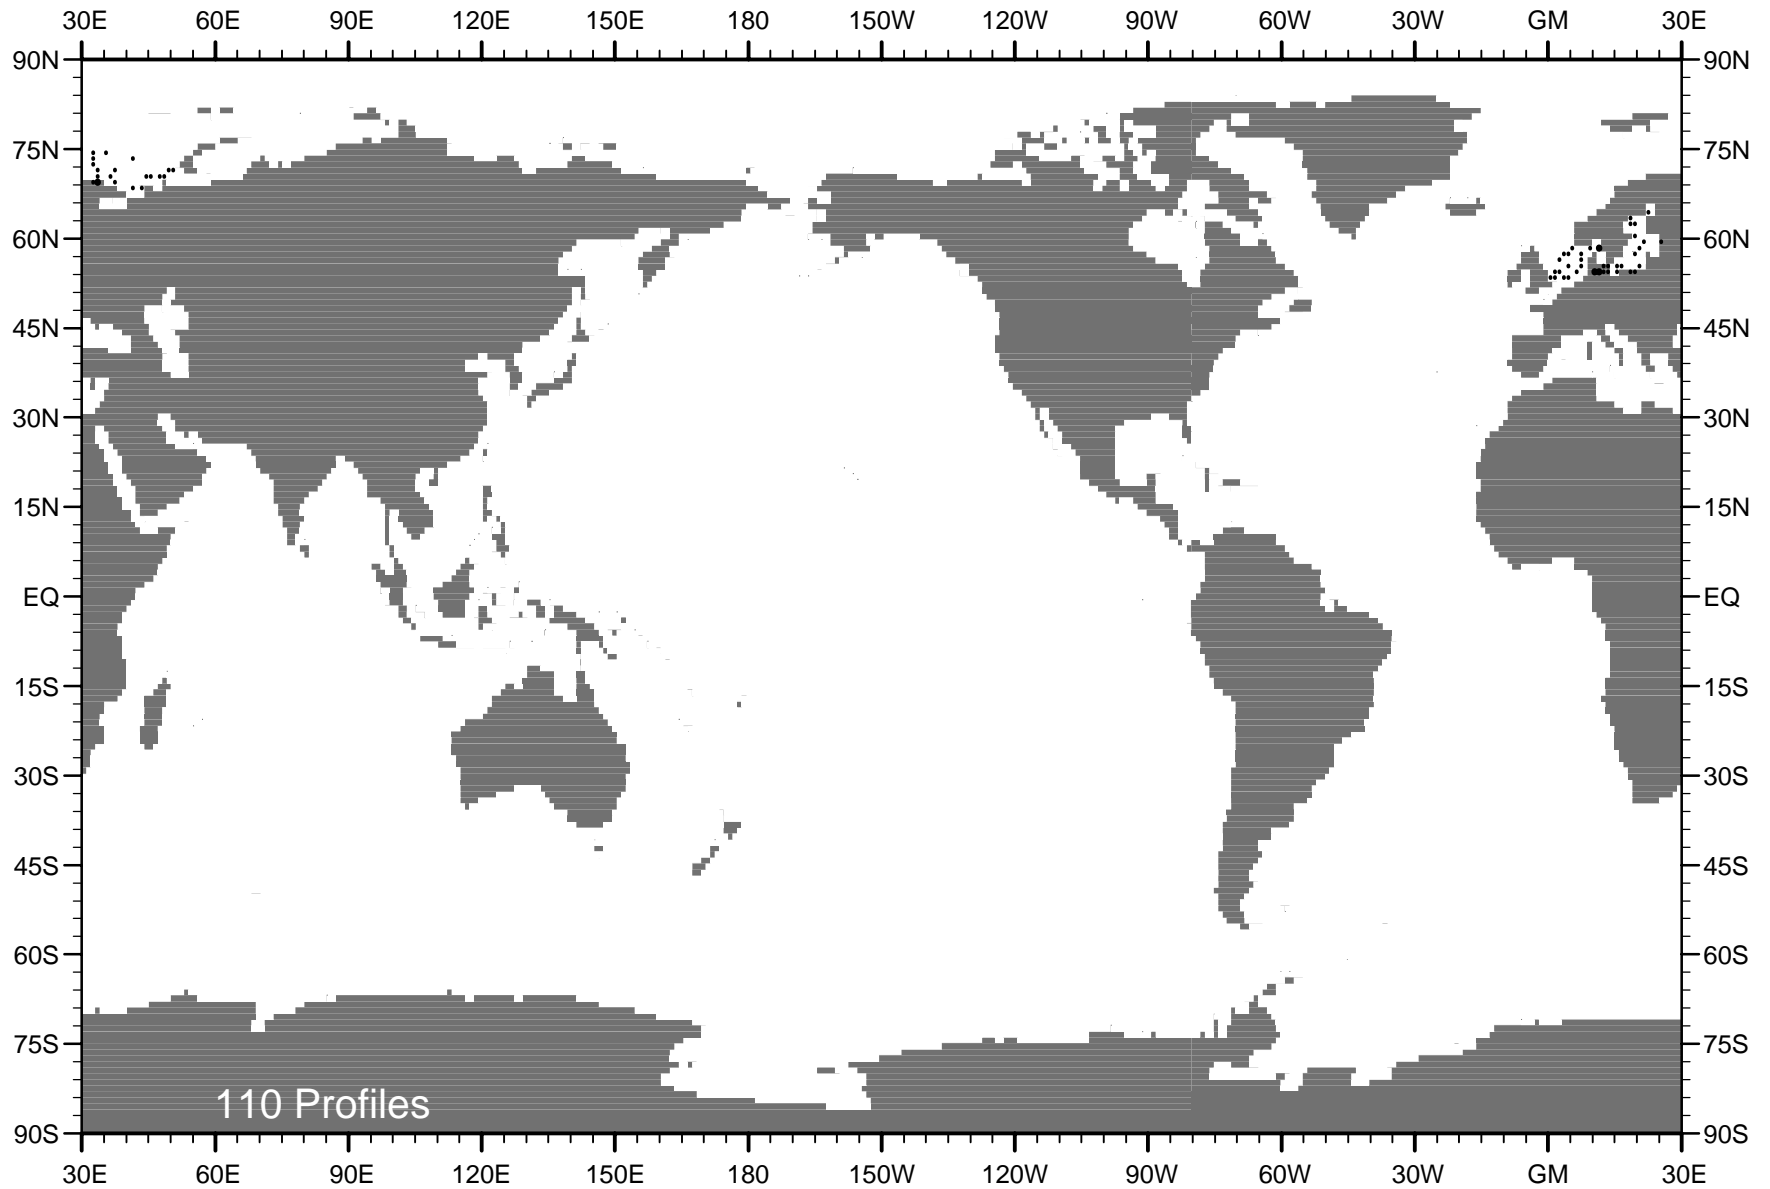 30E 60E 90E 120E 150E 180 150W 120W 90W 60W 30W GM 30E
90N 90N
75N 75N
60N 60N
45N 45N
30N 30N
15N 15N
EQ EQ
15S 15S
30S 30S
45S 45S
60S 60S
75S 75S
110 Profiles
90S 90S
30E 60E 90E 120E 150E 180 150W 120W 90W 60W 30W GM 30E